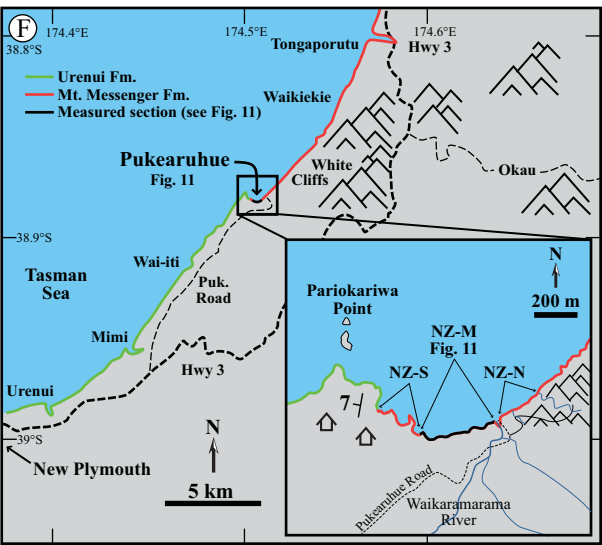 F
174.4°E
174.5°E
174.6°E
38.8°S
Tongaporutu
Hwy 3
Urenui Fm.
Mt. Messenger Fm.
Measured section (see Fig. 11)
Waikiekie
Pukearuhue
Fig. 11
White
Cliffs
Okau
38.9°S
Tasman
Sea
Wai-iti
Puk.
Road
Mimi
Hwy 3
Urenui
39°S
New Plymouth
N
5 km
N
200 m
Pariokariwa
Point
NZ-M
Fig. 11
NZ-S
NZ-N
7
Pukearuhue Road
Waikaramarama
River